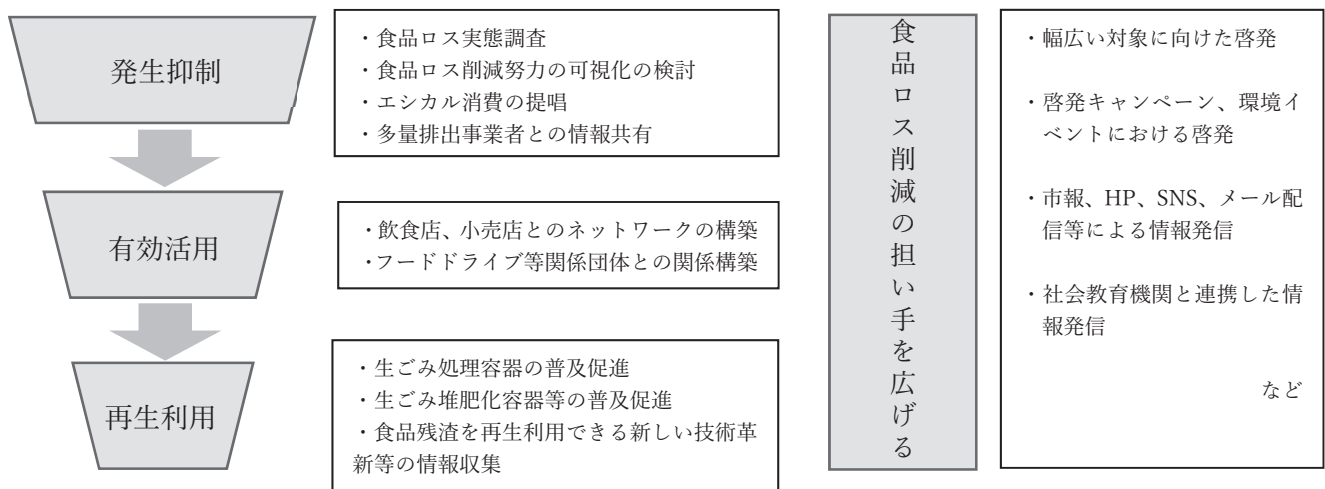 発生抑制
・食品ロス実態調査
・食品ロス削減努力の可視化の検討
・エシカル消費の提唱
・多量排出事業者との情報共有
有効活用
・飲食店、小売店とのネットワークの構築
・フードドライブ等関係団体との関係構築
再生利用
・生ごみ処理容器の普及促進
・生ごみ堆肥化容器等の普及促進
・食品残渣を再生利用できる新しい技術革
新等の情報収集
食品ロス削減の担い手を広げる
・幅広い対象に向けた啓発
・啓発キャンペーン、環境イ
ベントにおける啓発
・市報、HP、SNS、メール配
信等による情報発信
・社会教育機関と連携した情
報発信
など